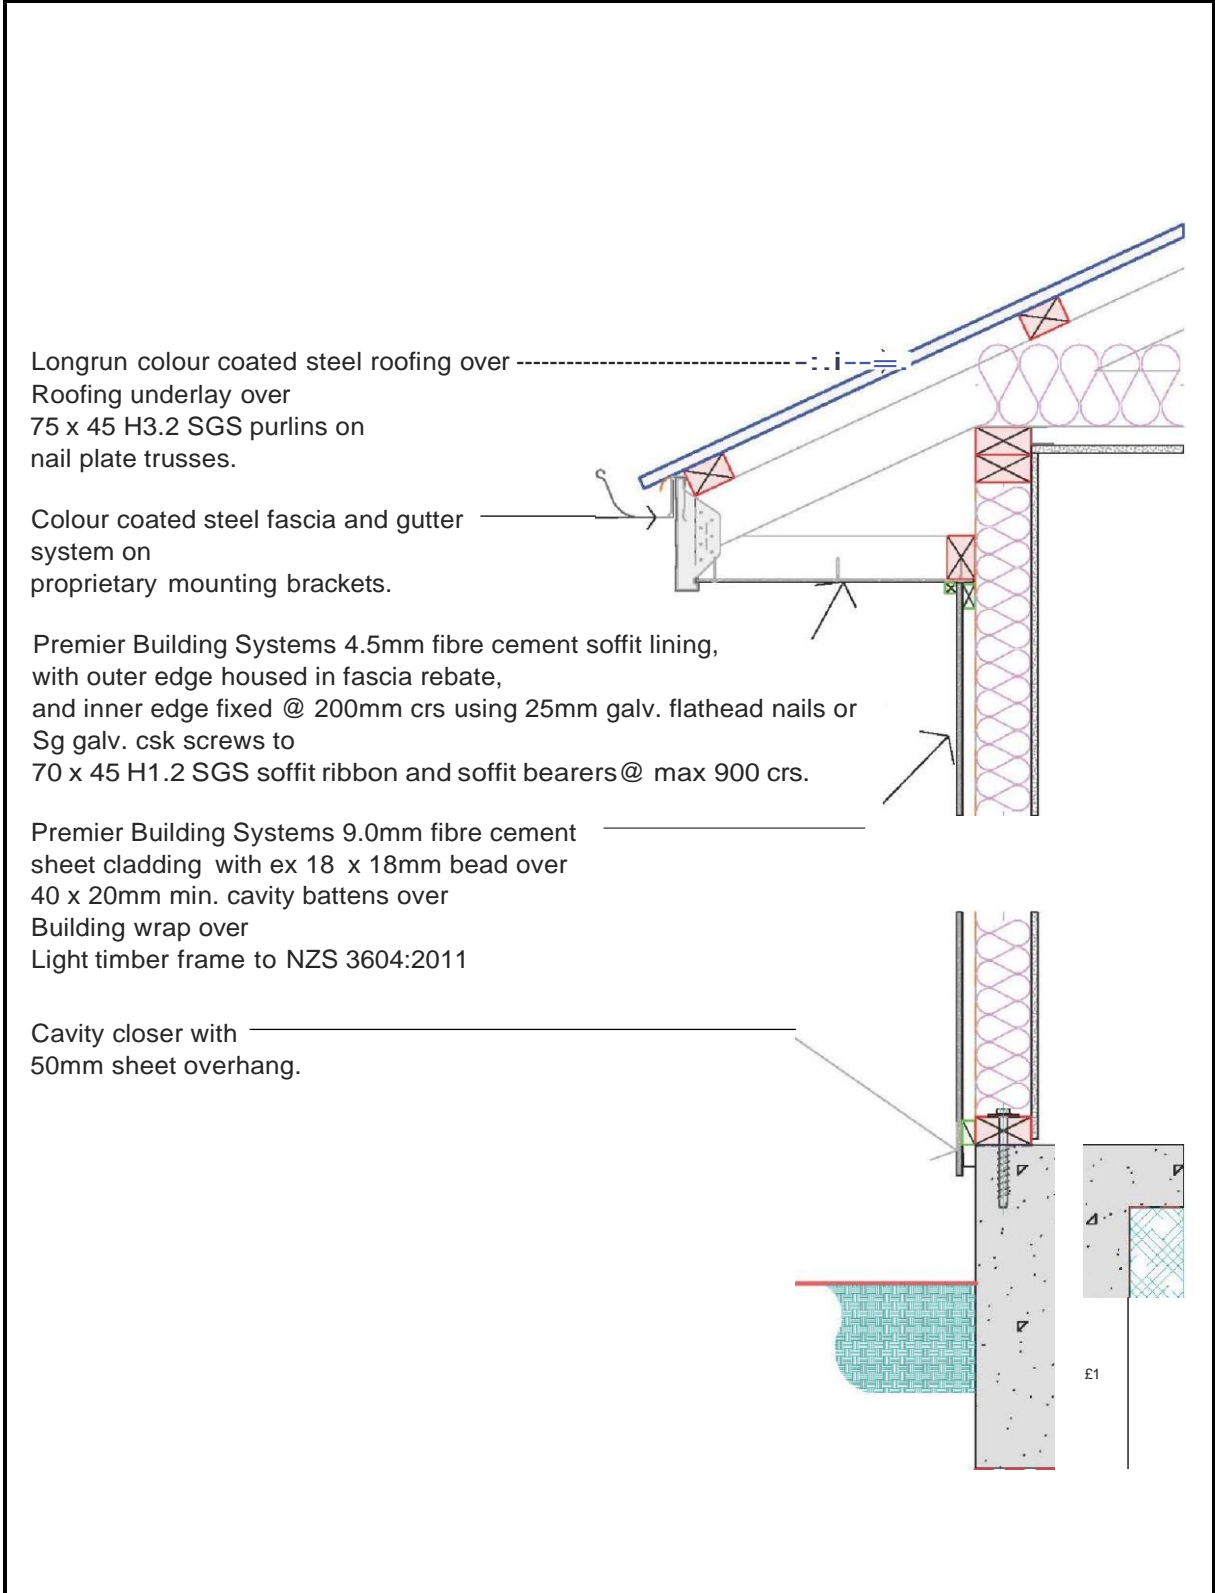 Longrun colour coated steel roofing over
Roofing underlay over
75 x 45 H3.2 SGS purlins on
nail plate trusses.
Colour coated steel fascia and gutter
system on
proprietary mounting brackets.
Premier Building Systems 4.5mm fibre cement soffit lining,
with outer edge housed in fascia rebate,
and inner edge fixed @ 200mm crs using 25mm galv. flathead nails or
Sg galv. csk screws to
70 x 45 H1.2 SGS soffit ribbon and soffit bearers@ max 900 crs.
Premier Building Systems 9.0mm fibre cement
sheet cladding with ex 18 x 18mm bead over
40 x 20mm min. cavity battens over
Building wrap over
Light timber frame to NZS 3604:2011
Cavity closer with
50mm sheet overhang.
£1